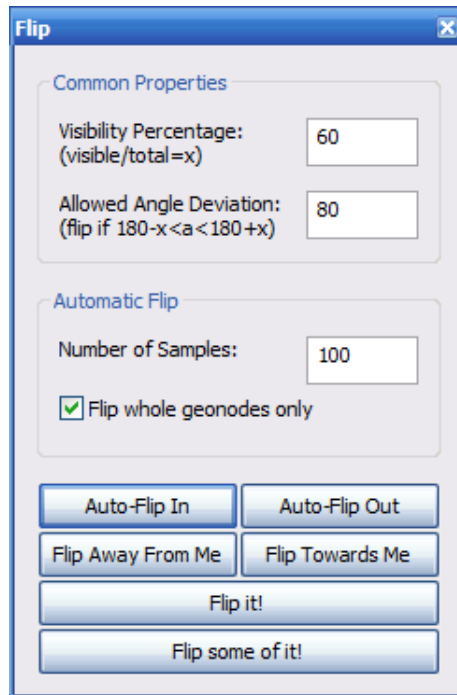 Flip
Common Properties
Visibility Percentage: 60
(visible/total=x)
Allowed Angle Deviation: 80
(flip if 180-x<a<180+x)
Automatic Flip
Number of Samples: 100
Flip whole geonodes only
Auto-Flip In Auto-Flip Out
Flip Away From Me Flip Towards Me
Flip it!
Flip some of it!